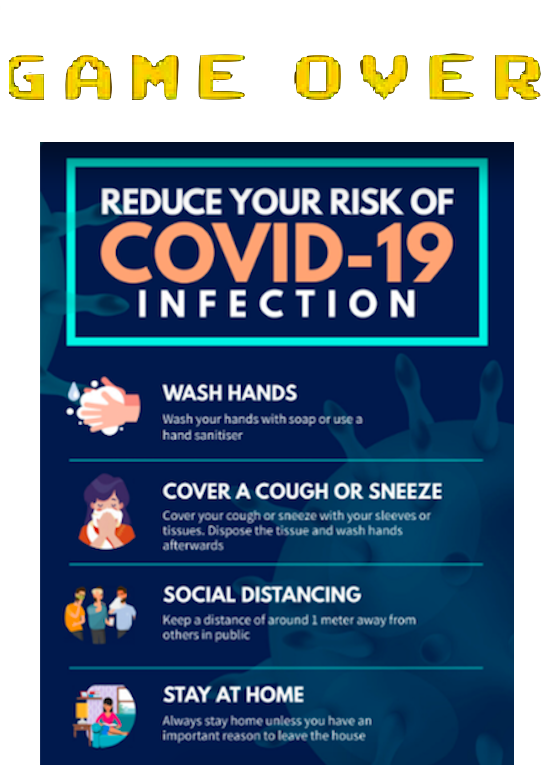 GAME OVER
REDUCE YOUR RISK OF
COVID-19
INFECTION
WASH HANDS
Wash your hands with soap or use a
hand sanitiser
COVER A COUGH OR SNEEZE
Cover your cough or sneeze with your sleeves or
tissues. Dispose the tissue and wash hands
afterwards
SOCIAL DISTANCING
Keep a distance of around 1 meter away from
others in public
STAY AT HOME
Always stay home unless you have an
important reason to leave the house